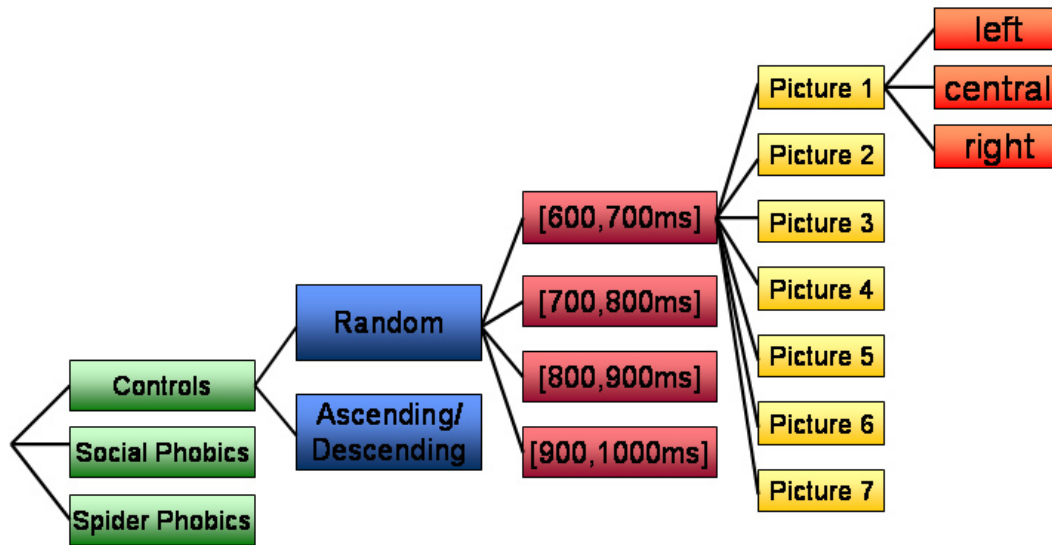 Controls
Social Phobics
Spider Phobics
Random
Ascending/
Descending
[600,700ms]
[700,800ms]
[800,900ms]
[900,1000ms]
Picture 1
Picture 2
Picture 3
Picture 4
Picture 5
Picture 6
Picture 7
left
central
right